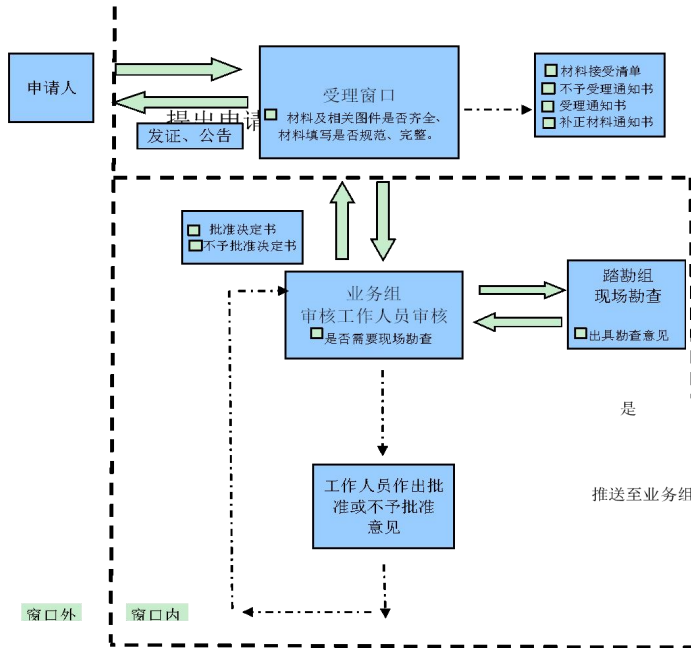 申请人
受理窗口
材料及相关图件是否齐全、
材料填写是否规范、完整。
材料接受清单
不予受理通知书
受理通知书
补正材料通知书
提出申请
发证、公告
批准决定书
不予批准决定书
业务组
审核工作人员审核
是否需要现场勘查
踏勘组
现场勘查
出具勘查意见
是
推送至业务组
工作人员作出批
准或不予批准
意见
窗口外
窗口内